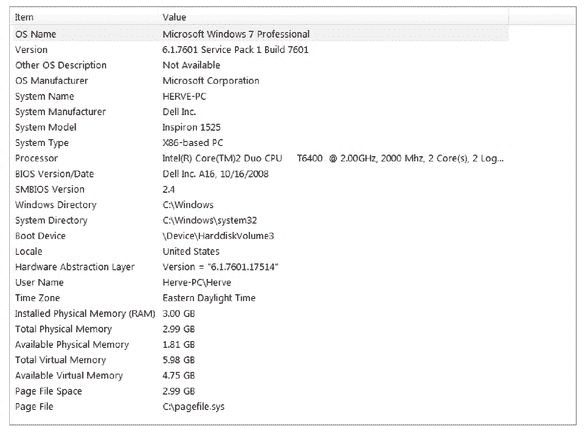 Item Value
OS Name Microsoft Windows 7 Professional
Version 6.1.7601 Service Pack 1 Build 7601
Other OS Description Not Available
OS Manufacturer Microsoft Corporation
System Name HERVE-PC
System Manufacturer Dell Inc.
System Model Inspiron 1525
System Type X86-based PC
Processor Intel(R) Core(TM)2 Duo CPU T6400 @ 2.00GHz, 2000 Mhz, 2 Core(s), 2 Log...
BIOS Version/Date Dell Inc. A16, 10/16/2008
SMBIOS Version 2.4
Windows Directory C:\Windows
System Directory C:\Windows\system32
Boot Device \Device\HarddiskVolume3
Locale United States
Hardware Abstraction Layer Version = "6.1.7601.17514"
User Name Herve-PC\Herve
Time Zone Eastern Daylight Time
Installed Physical Memory (RAM) 3.00 GB
Total Physical Memory 2.99 GB
Available Physical Memory 1.81 GB
Total Virtual Memory 5.98 GB
Available Virtual Memory 4.75 GB
Page File Space 2.99 GB
Page File C:\pagefile.sys